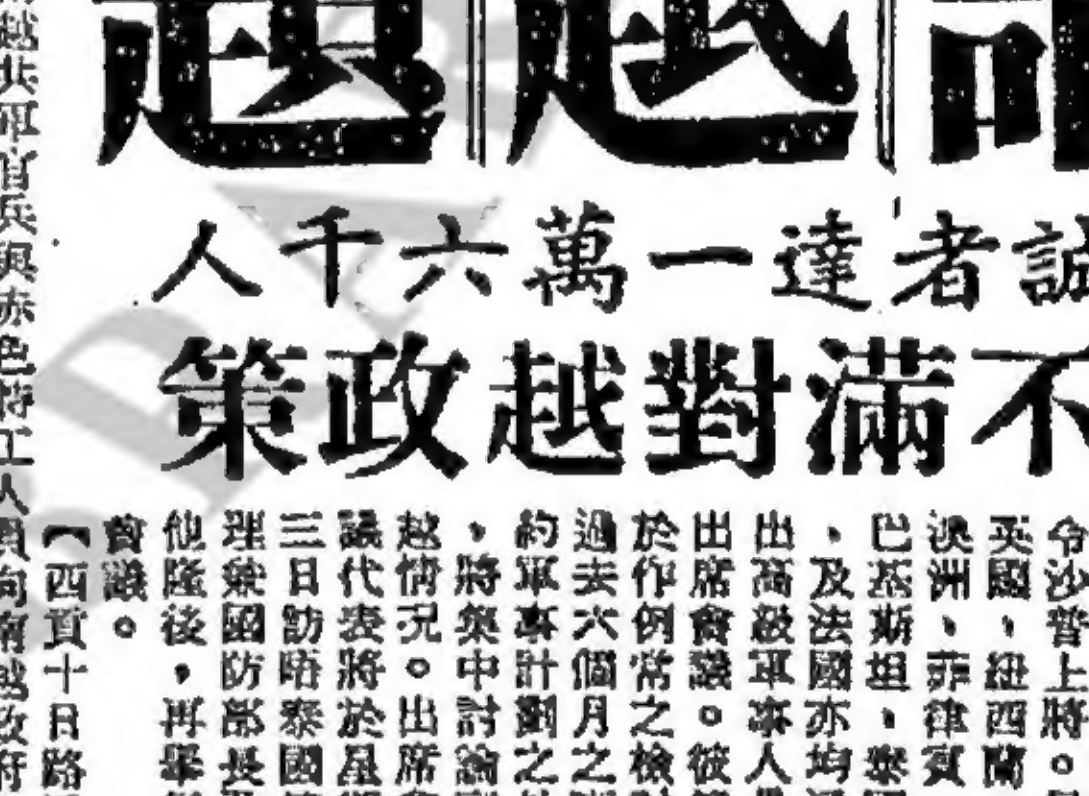 越
誠者達一萬六千人
不滿對越政策
令沙普上將。
英國、紐西蘭
澳洲、菲律賓
巴基斯坦、泰
、及法國亦均
出高級軍事人
出席會議。彼
於作例常之檢
過去六個月之
約軍事計劃之
，將集中討論
越情况。出席
議代表將於星
三日訪晤泰國
理兼國防部長
他隆後，再舉
會議。
【西貢十日路
越共軍官兵與赤色特工人員向南越政府